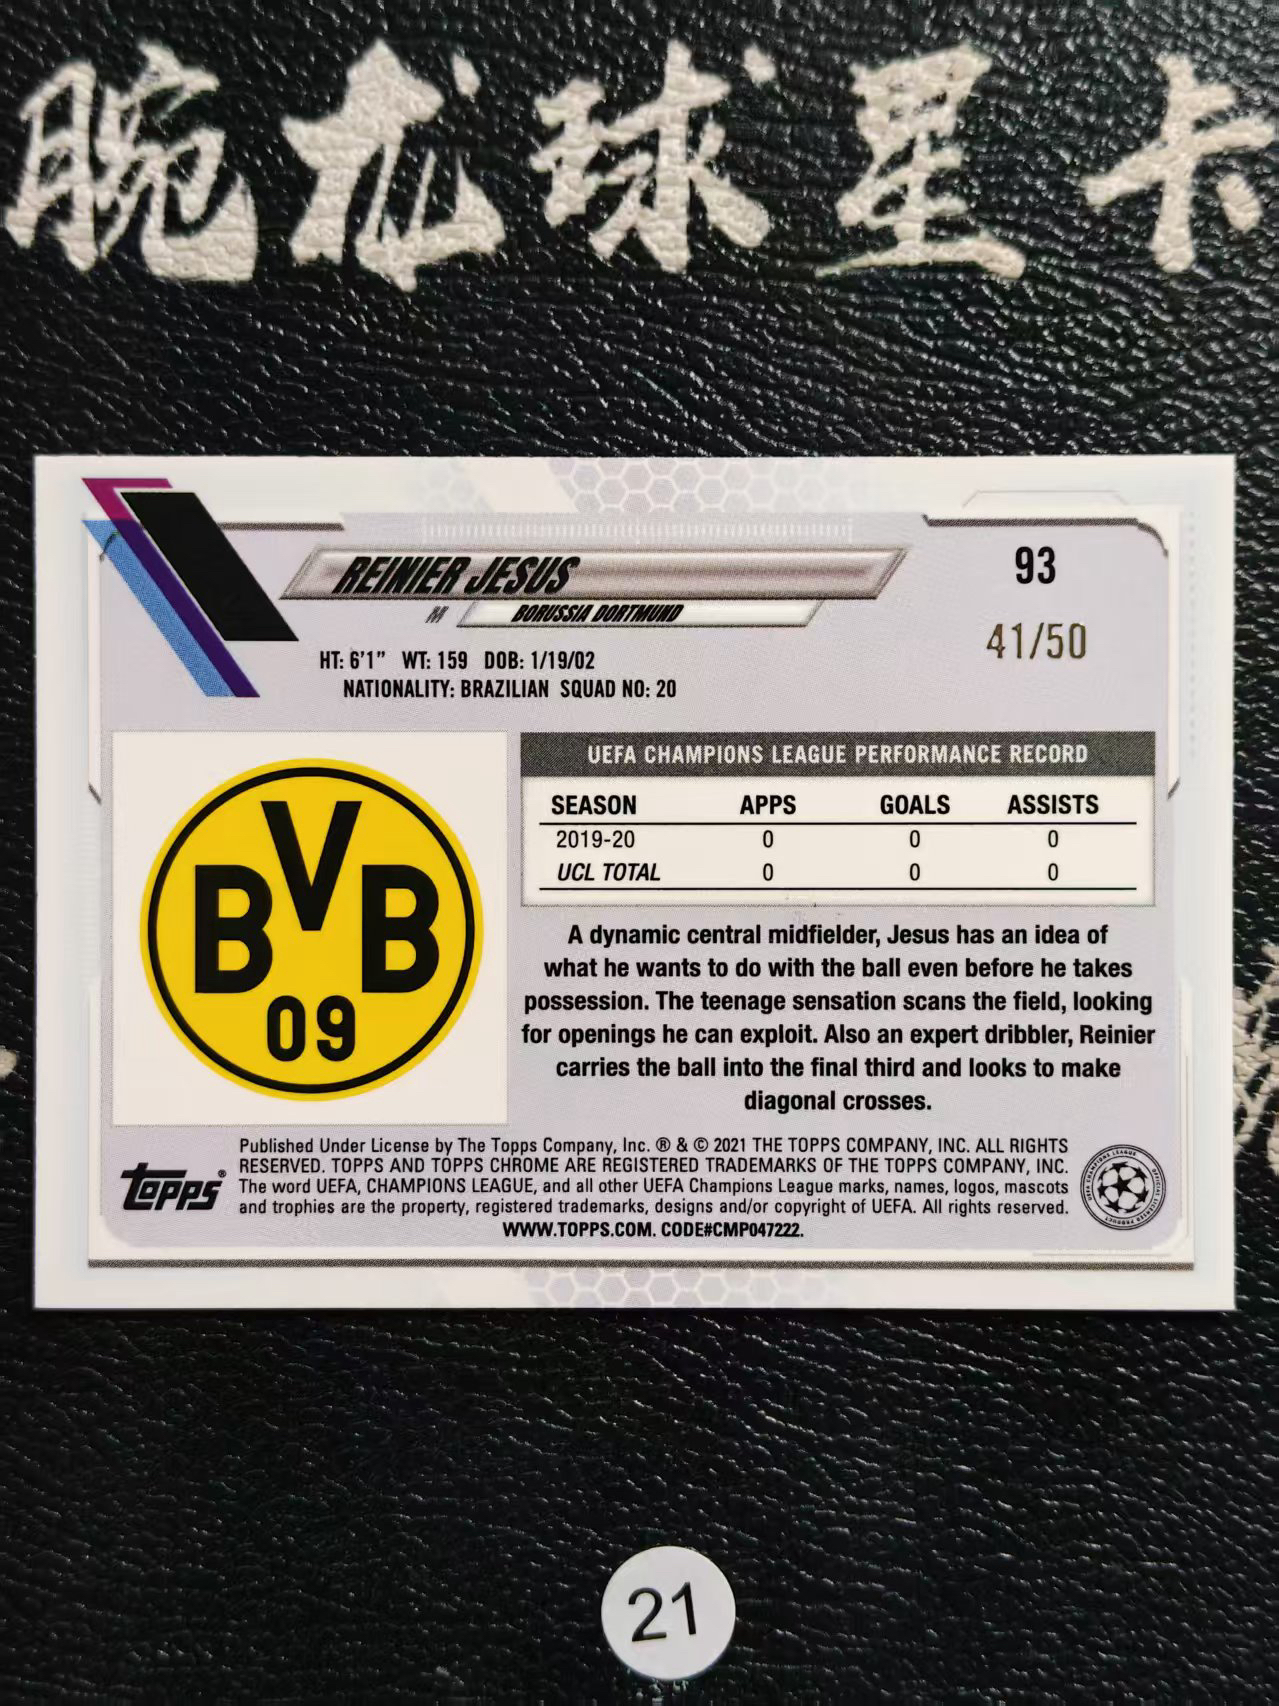 腕龙球星卡
REINIER JESUS
93
M
BORUSSIA DORTMUND
41/50
HT: 6'1" WT: 159 DOB: 1/19/02
NATIONALITY: BRAZILIAN SQUAD NO: 20
UEFA CHAMPIONS LEAGUE PERFORMANCE RECORD
SEASON APPS GOALS ASSISTS
2019-20 0 0 0
UCL TOTAL 0 0 0
BVB
09
A dynamic central midfielder, Jesus has an idea of
what he wants to do with the ball even before he takes
possession. The teenage sensation scans the field, looking
for openings he can exploit. Also an expert dribbler, Reinier
carries the ball into the final third and looks to make
diagonal crosses.
topps®
Published Under License by The Topps Company, Inc. ® & © 2021 THE TOPPS COMPANY, INC. ALL RIGHTS
RESERVED. TOPPS AND TOPPS CHROME ARE REGISTERED TRADEMARKS OF THE TOPPS COMPANY, INC.
The word UEFA, CHAMPIONS LEAGUE, and all other UEFA Champions League marks, names, logos, mascots
and trophies are the property, registered trademarks, designs and/or copyright of UEFA. All rights reserved.
WWW.TOPPS.COM. CODE#CMP047222.
CHAMPIONS LEAGUE
OFFICIAL LICENSED PRODUCT
21